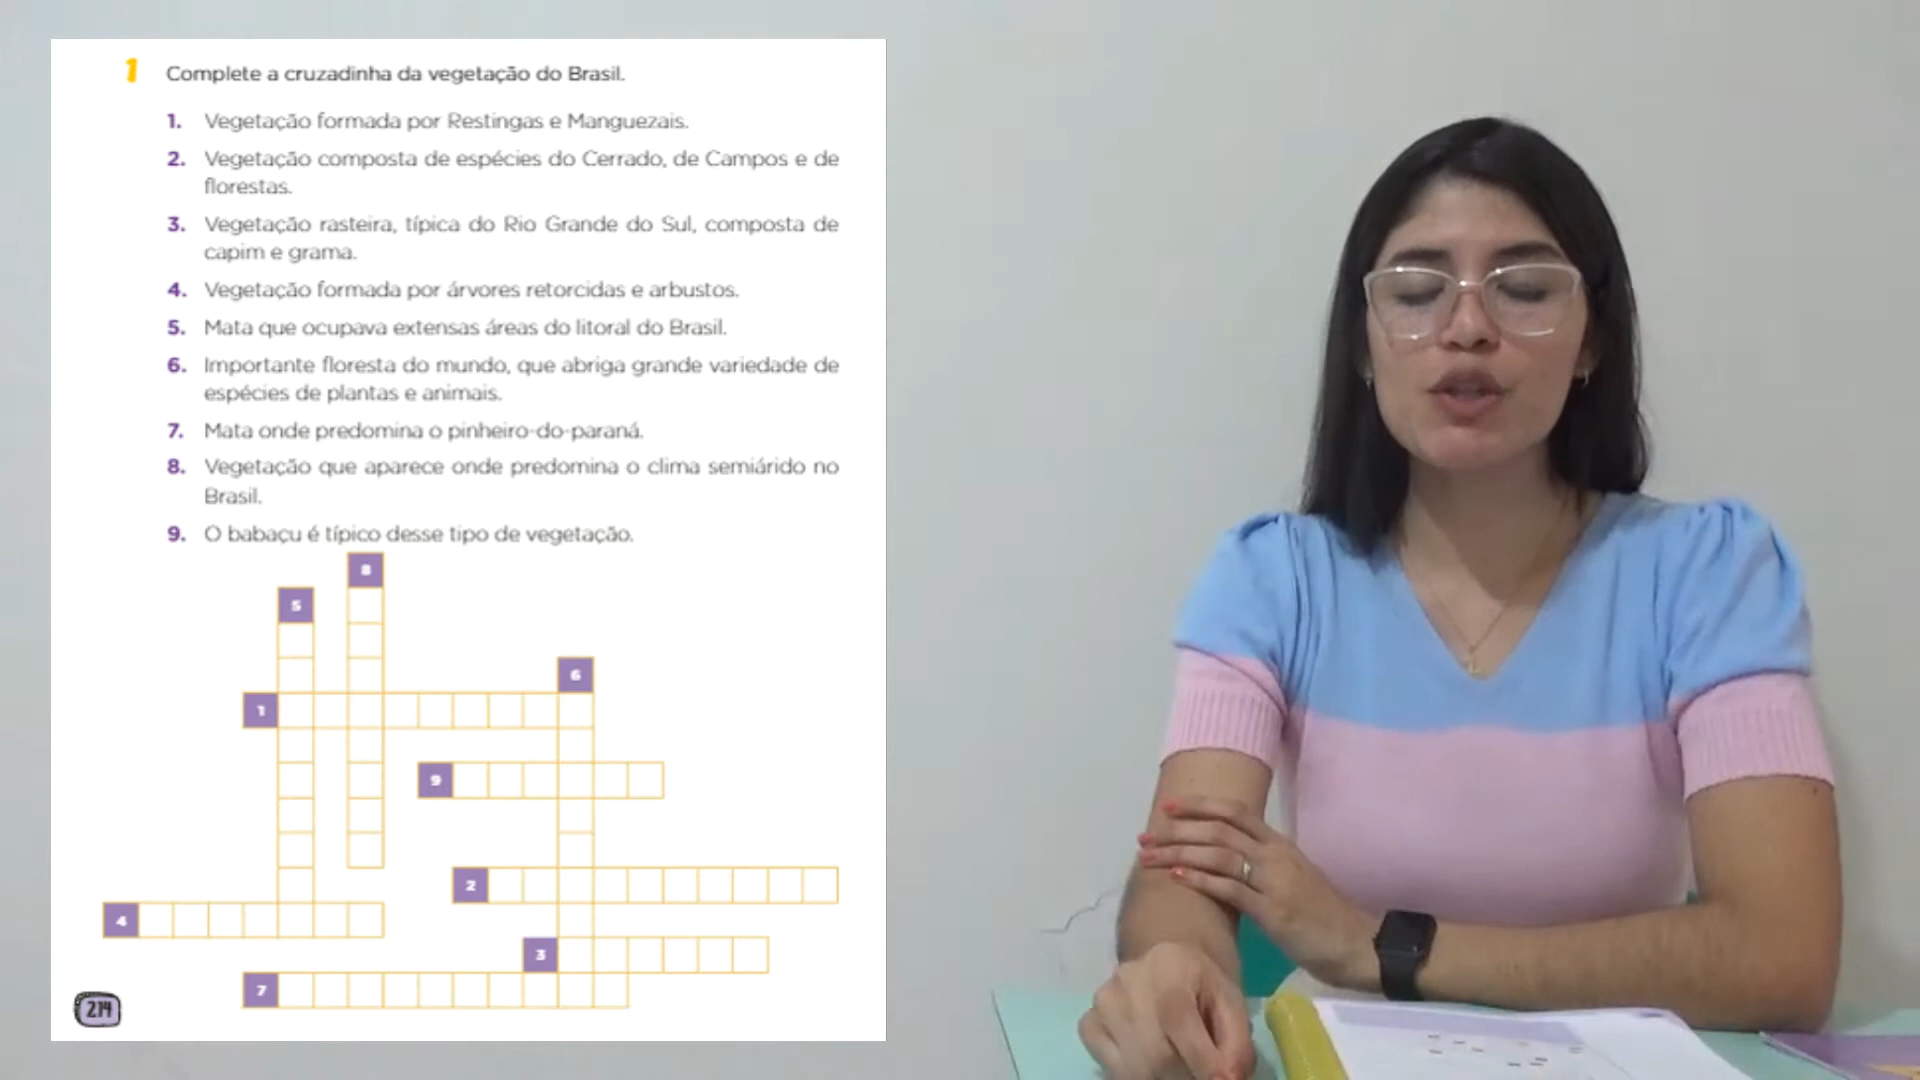 1 Complete a cruzadinha da vegetação do Brasil.
1. Vegetação formada por Restingas e Manguezais.
2. Vegetação composta de espécies do Cerrado, de Campos e de
florestas.
3. Vegetação rasteira, típica do Rio Grande do Sul, composta de
capim e grama.
4. Vegetação formada por árvores retorcidas e arbustos.
5. Mata que ocupava extensas áreas do litoral do Brasil.
6. Importante floresta do mundo, que abriga grande variedade de
espécies de plantas e animais.
7. Mata onde predomina o pinheiro-do-paraná.
8. Vegetação que aparece onde predomina o clima semiárido no
Brasil.
9. O babaçu é típico desse tipo de vegetação.
8
5
6
1
9
2
4
3
7
214